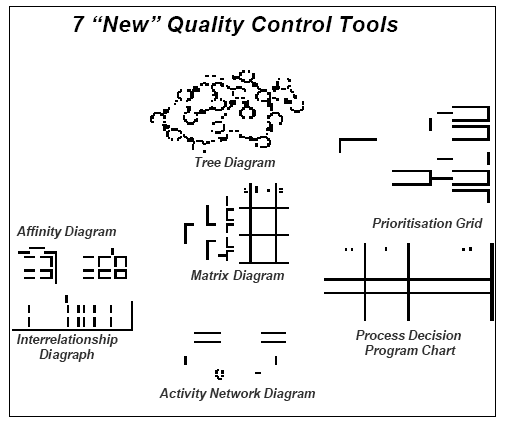 7 “New” Quality Control Tools
Tree Diagram
Prioritisation Grid
Affinity Diagram
Matrix Diagram
Interrelationship
Diagraph
Process Decision
Program Chart
Activity Network Diagram